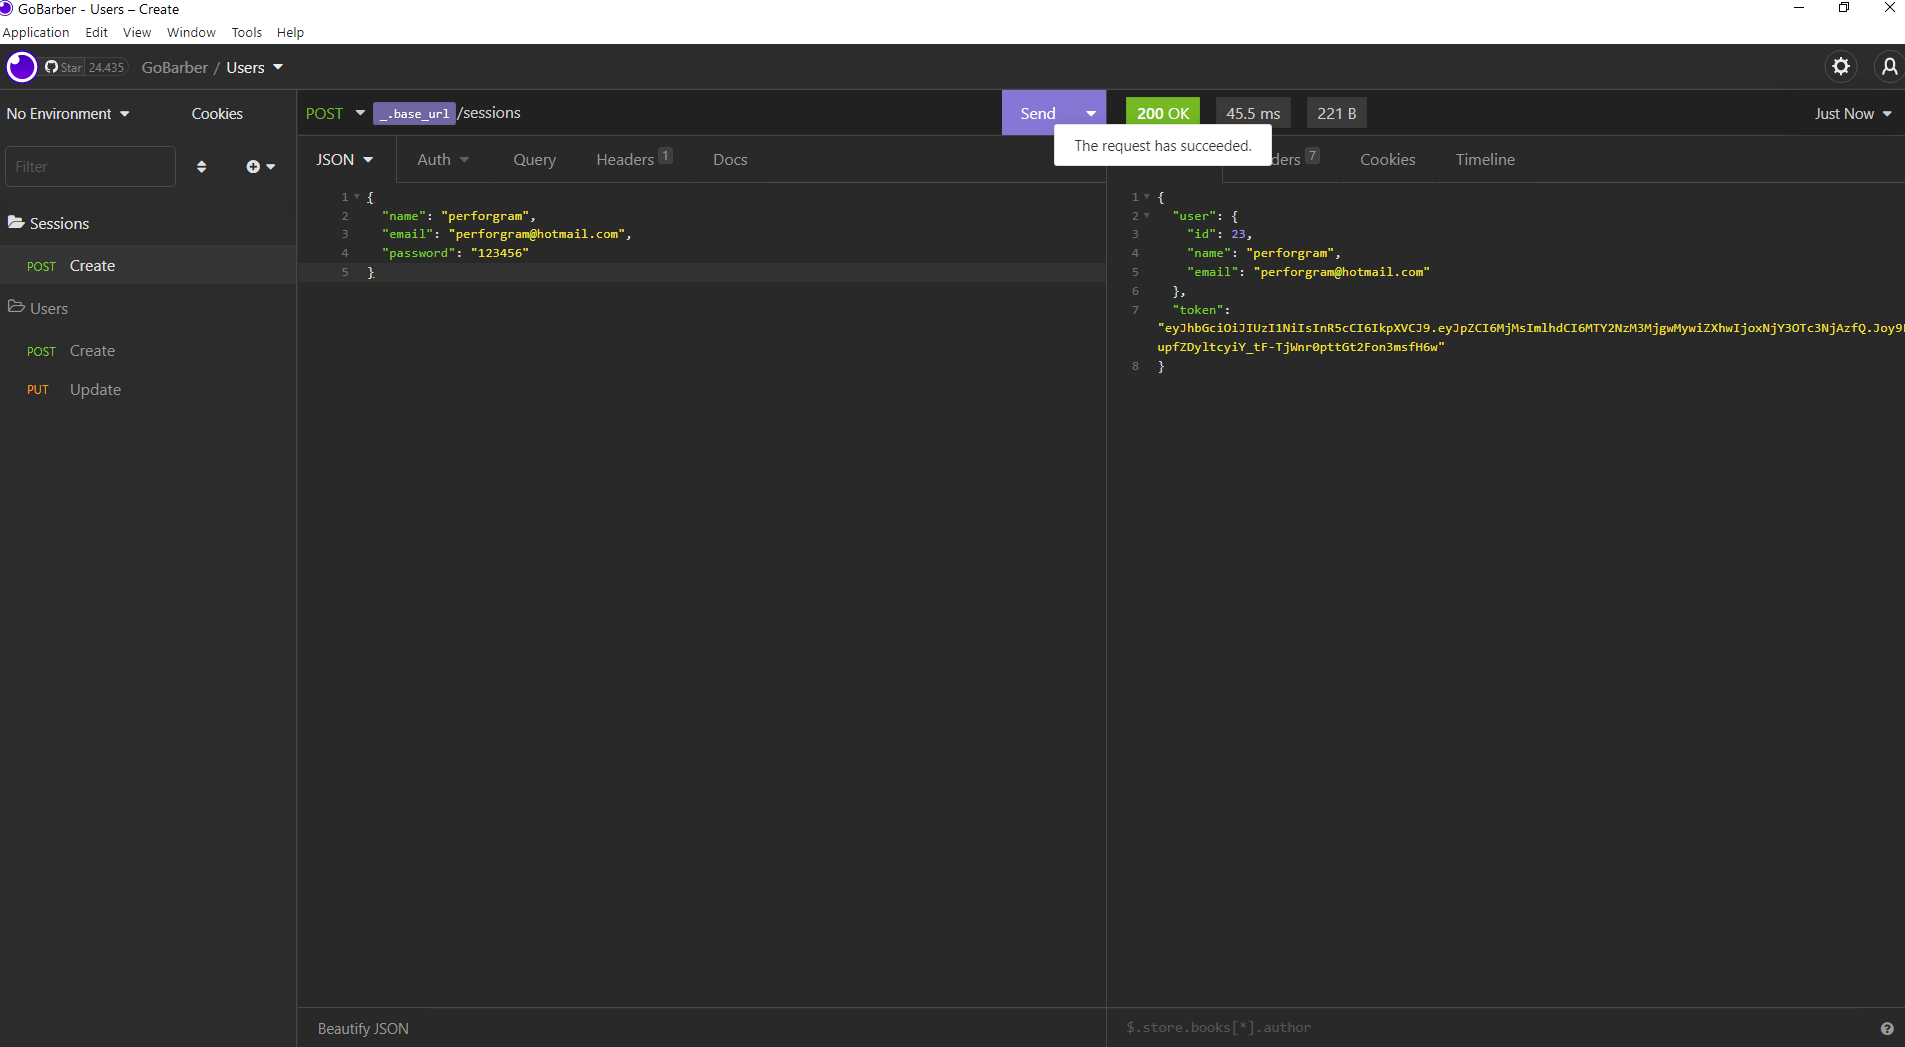 GoBarber - Users – Create
Application Edit View Window Tools Help
Star 24.435 GoBarber / Users
No Environment Cookies
POST _.base_url /sessions
Send 200 OK 45.5 ms 221 B Just Now
The request has succeeded.
Filter
JSON Auth Query Headers 1 Docs
ders 7 Cookies Timeline
Sessions
POST Create
Users
POST Create
PUT Update
1 {
2 "name": "perforgram",
3 "email": "perforgram@hotmail.com",
4 "password": "123456"
5 }
1 {
2 "user": {
3 "id": 23,
4 "name": "perforgram",
5 "email": "perforgram@hotmail.com"
6 },
7 "token":
"eyJhbGciOiJIUzI1NiIsInR5cCI6IkpXVCJ9.eyJpZCI6MjMsImlhdCI6MTY2NzM3MjgwMywiZXhwIjoxNjY3OTc3NjAzfQ.Joy9
upfZDyltcyiY_tF-TjWnr0pttGt2Fon3msfH6w"
8 }
Beautify JSON
$.store.books[*].author